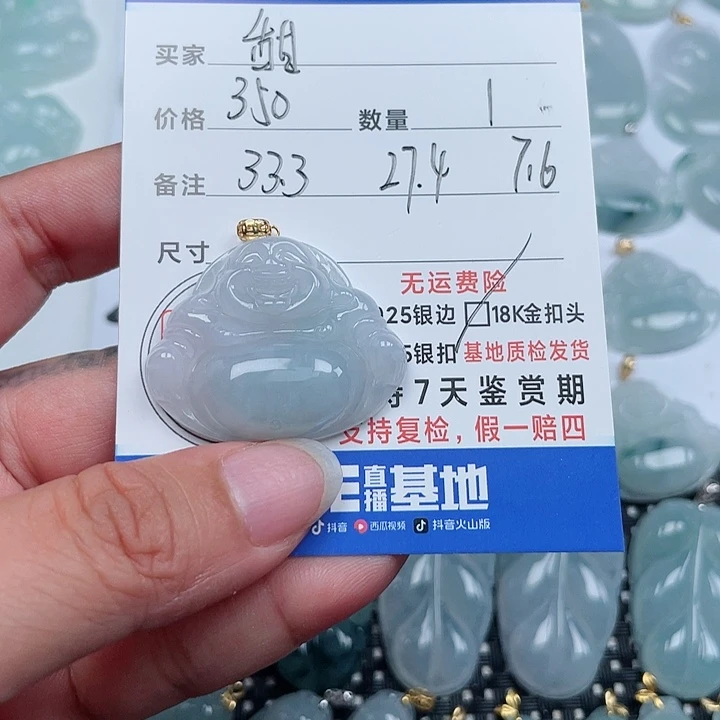 买家
价格 350 数量 1
备注 33.3 27.4 7.6
尺寸
无运费险
925银边 18K金扣头
5银扣 基地质检发货
持7天鉴赏期
支持复检，假一赔四
直播基地
抖音 西瓜视频 抖音火山版